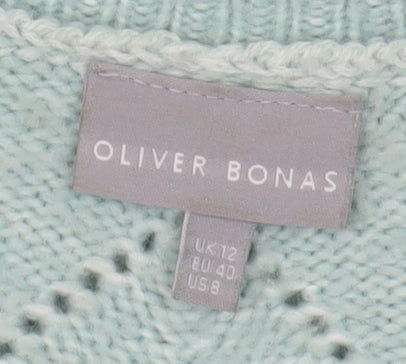 OLIVER BONAS
UK 12
EU 40
US 8